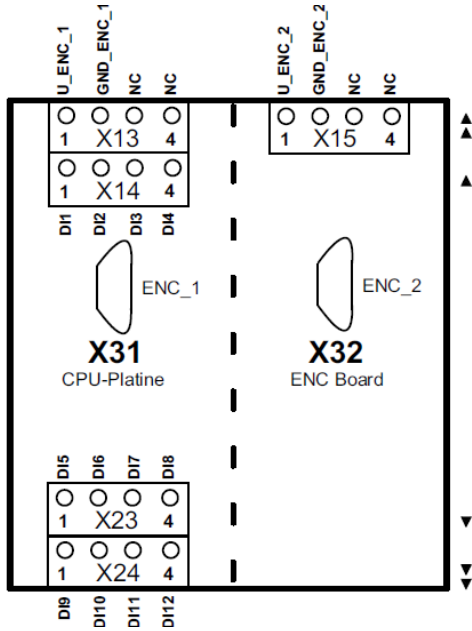 U_ENC_1 GND_ENC_1 NC NC U_ENC_2 GND_ENC_2 NC NC
1 X13 4 1 X15 4
1 X14 4
DI1 DI2 DI3 DI4
ENC_1 ENC_2
X31 X32
CPU-Platine ENC Board
DI5 DI6 DI7 DI8
1 X23 4
1 X24 4
DI9 DI10 DI11 DI12